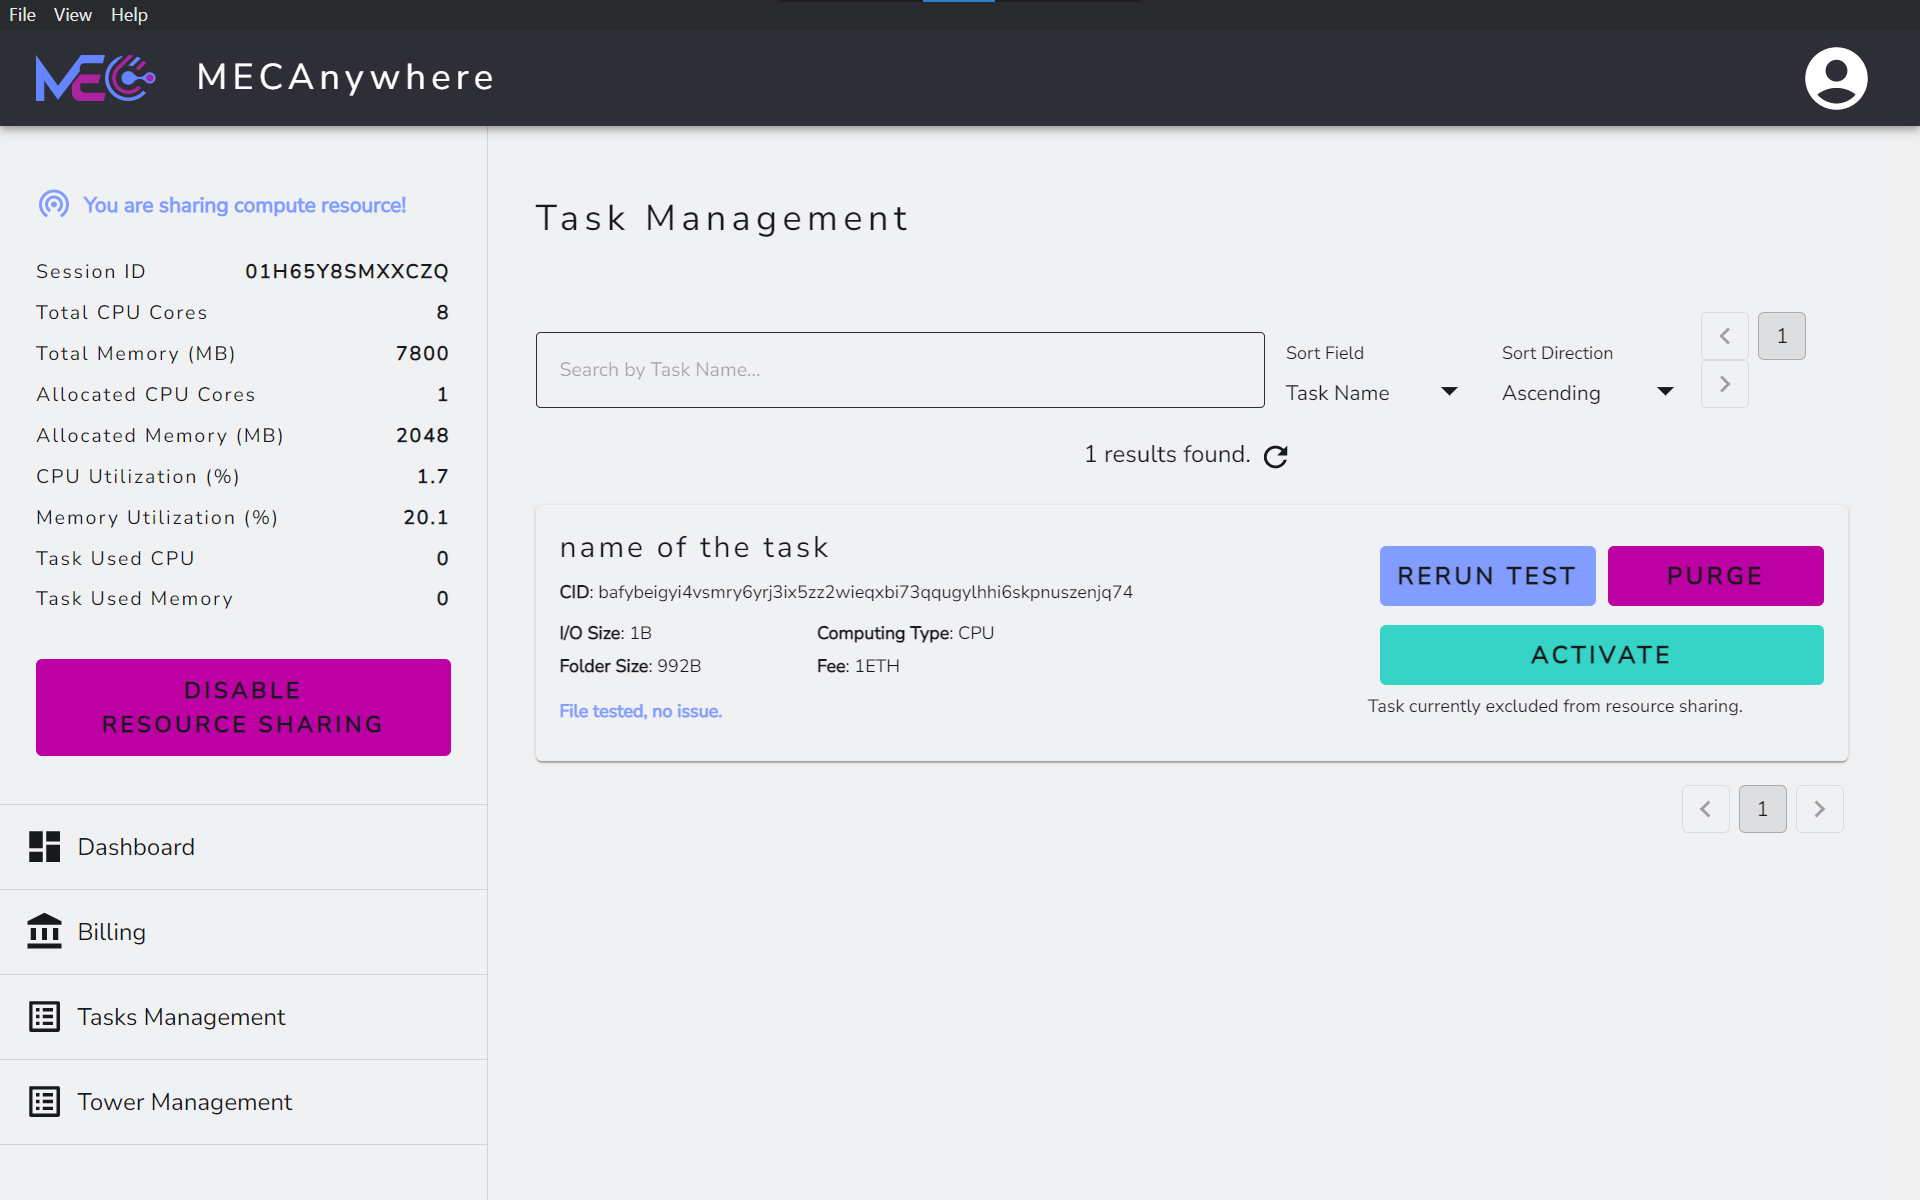 File View Help
MEC MECAnywhere
You are sharing compute resource!
Session ID 01H65Y8SMXXCZQ
Total CPU Cores 8
Total Memory (MB) 7800
Allocated CPU Cores 1
Allocated Memory (MB) 2048
CPU Utilization (%) 1.7
Memory Utilization (%) 20.1
Task Used CPU 0
Task Used Memory 0
DISABLE
RESOURCE SHARING
Dashboard
Billing
Tasks Management
Tower Management
Task Management
Search by Task Name...
Sort Field
Task Name
Sort Direction
Ascending
1
1 results found.
name of the task
CID: bafybeigyi4vsmry6yrj3ix5zz2wieqxbi73qqugylhhi6skpnuszenjq74
I/O Size: 1B Computing Type: CPU
Folder Size: 992B Fee: 1ETH
File tested, no issue.
RERUN TEST PURGE
ACTIVATE
Task currently excluded from resource sharing.
1